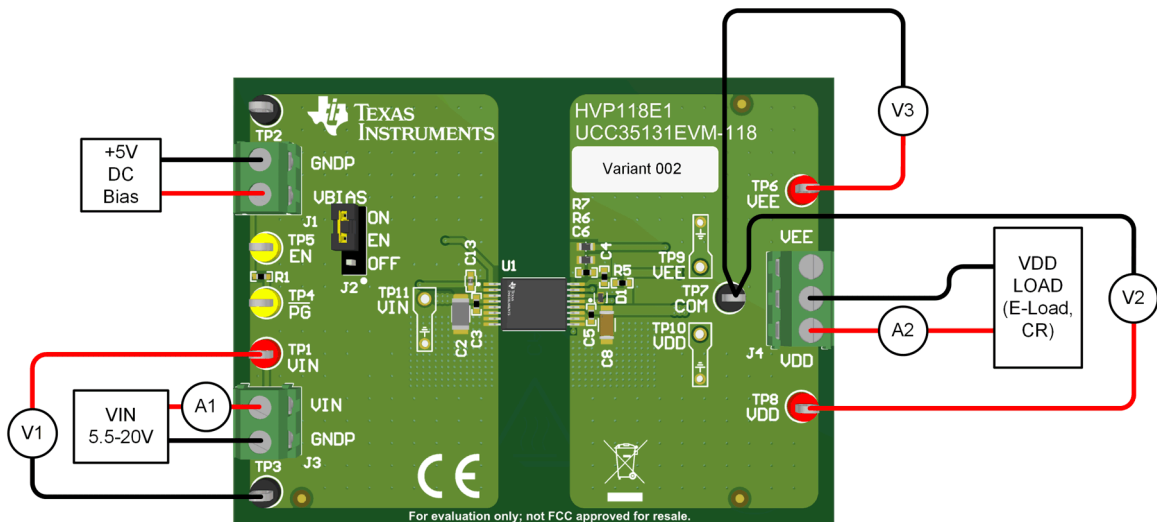 TEXAS
INSTRUMENTS
HVP118E1
UCC35131EVM-118
Variant 002
TP2
+5V
DC
Bias
GNDP
VBIAS
J1
ON
EN
OFF
J2
TP5
EN
R1
TP4
PG
TP1
VIN
V1
VIN
5.5-20V
A1
VIN
GNDP
J3
TP3
TP11
VIN
C13
C2
C3
U1
R7
R6
C6
C4
R5
D1
C5
C8
TP9
VEE
TP7
COM
TP10
VDD
V3
TP6
VEE
VEE
J4
VDD
A2
VDD
LOAD
(E-Load,
CR)
V2
TP8
VDD
CE
For evaluation only; not FCC approved for resale.